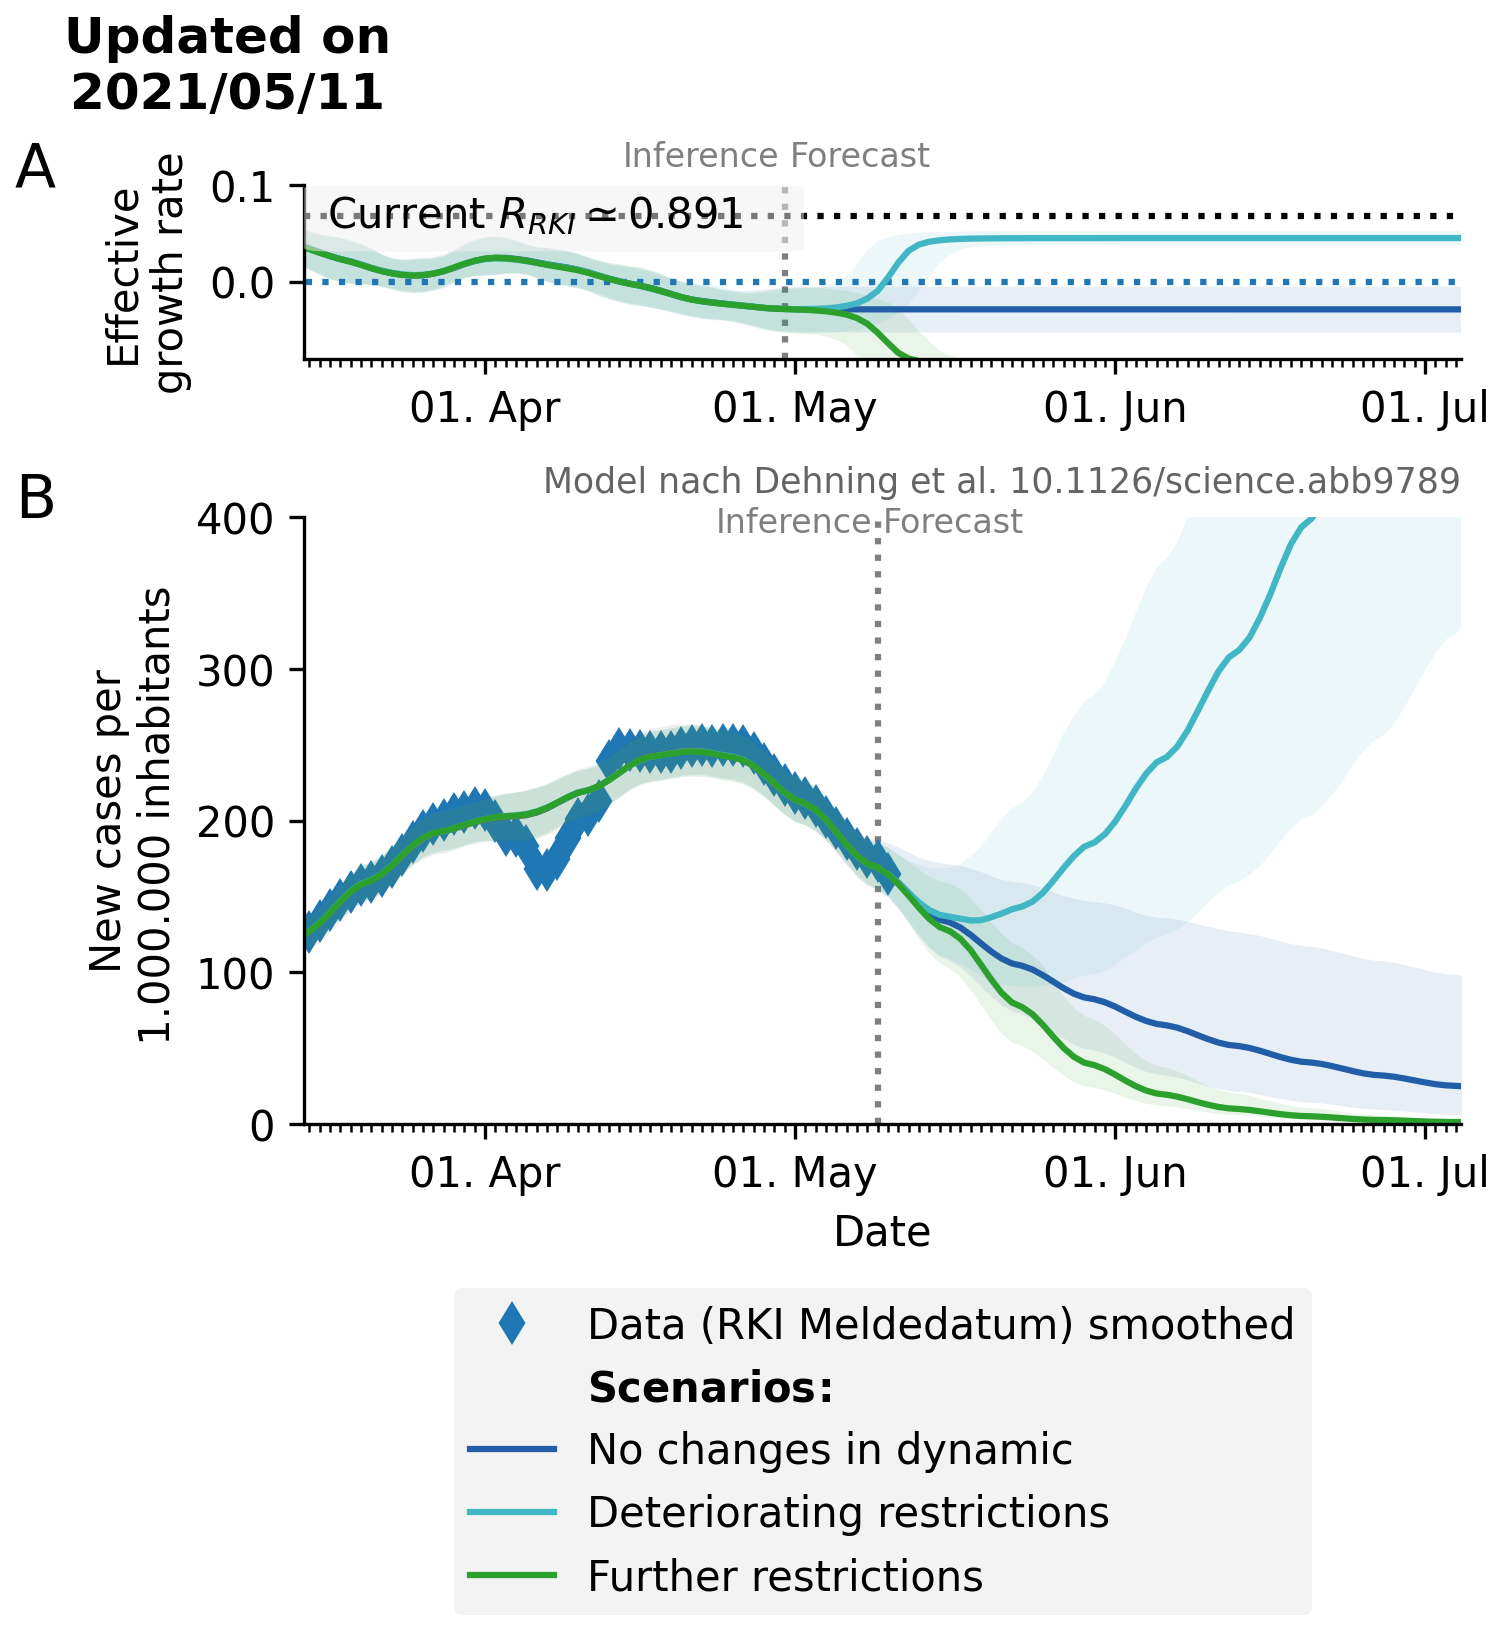 Updated on
2021/05/11
A
Inference Forecast
Effective
growth rate
0.1
0.0
Current R_RKI ≃ 0.891
01. Apr 01. May 01. Jun 01. Jul
B
Model nach Dehning et al. 10.1126/science.abb9789
Inference Forecast
New cases per
1.000.000 inhabitants
400
300
200
100
0
01. Apr 01. May 01. Jun 01. Jul
Date
Data (RKI Meldedatum) smoothed
Scenarios:
No changes in dynamic
Deteriorating restrictions
Further restrictions